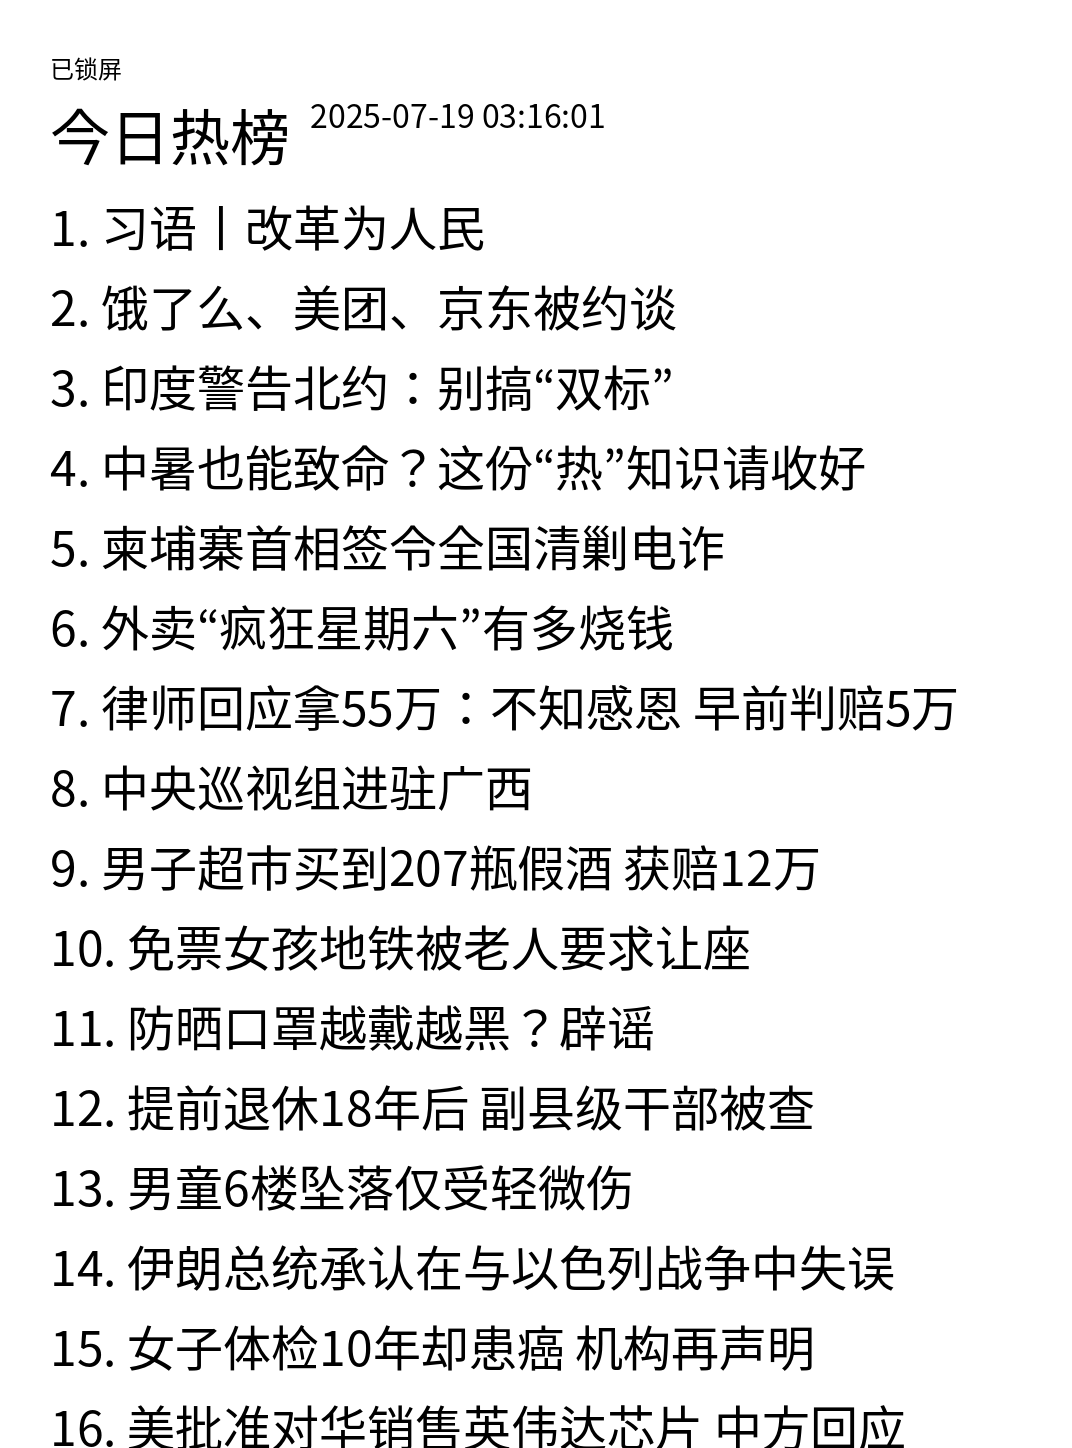 已锁屏
今日热榜 2025-07-19 03:16:01
1. 习语丨改革为人民
2. 饿了么、美团、京东被约谈
3. 印度警告北约：别搞“双标”
4. 中暑也能致命？这份“热”知识请收好
5. 柬埔寨首相签令全国清剿电诈
6. 外卖“疯狂星期六”有多烧钱
7. 律师回应拿55万：不知感恩 早前判赔5万
8. 中央巡视组进驻广西
9. 男子超市买到207瓶假酒 获赔12万
10. 免票女孩地铁被老人要求让座
11. 防晒口罩越戴越黑？辟谣
12. 提前退休18年后 副县级干部被查
13. 男童6楼坠落仅受轻微伤
14. 伊朗总统承认在与以色列战争中失误
15. 女子体检10年却患癌 机构再声明
16. 美批准对华销售英伟达芯片 中方回应